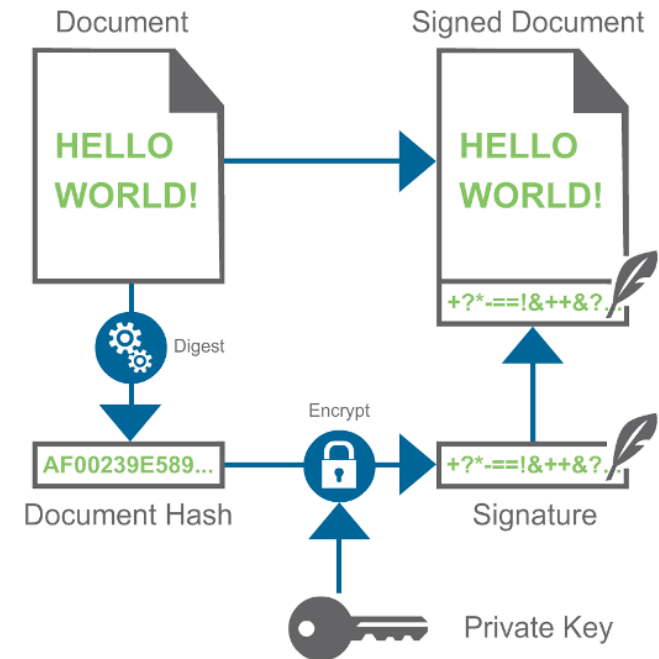 Document
Signed Document
HELLO
WORLD!
HELLO
WORLD!
+?*-==!&++&?...
Digest
Encrypt
AF00239E589...
+?*-==!&++&?...
Document Hash
Signature
Private Key